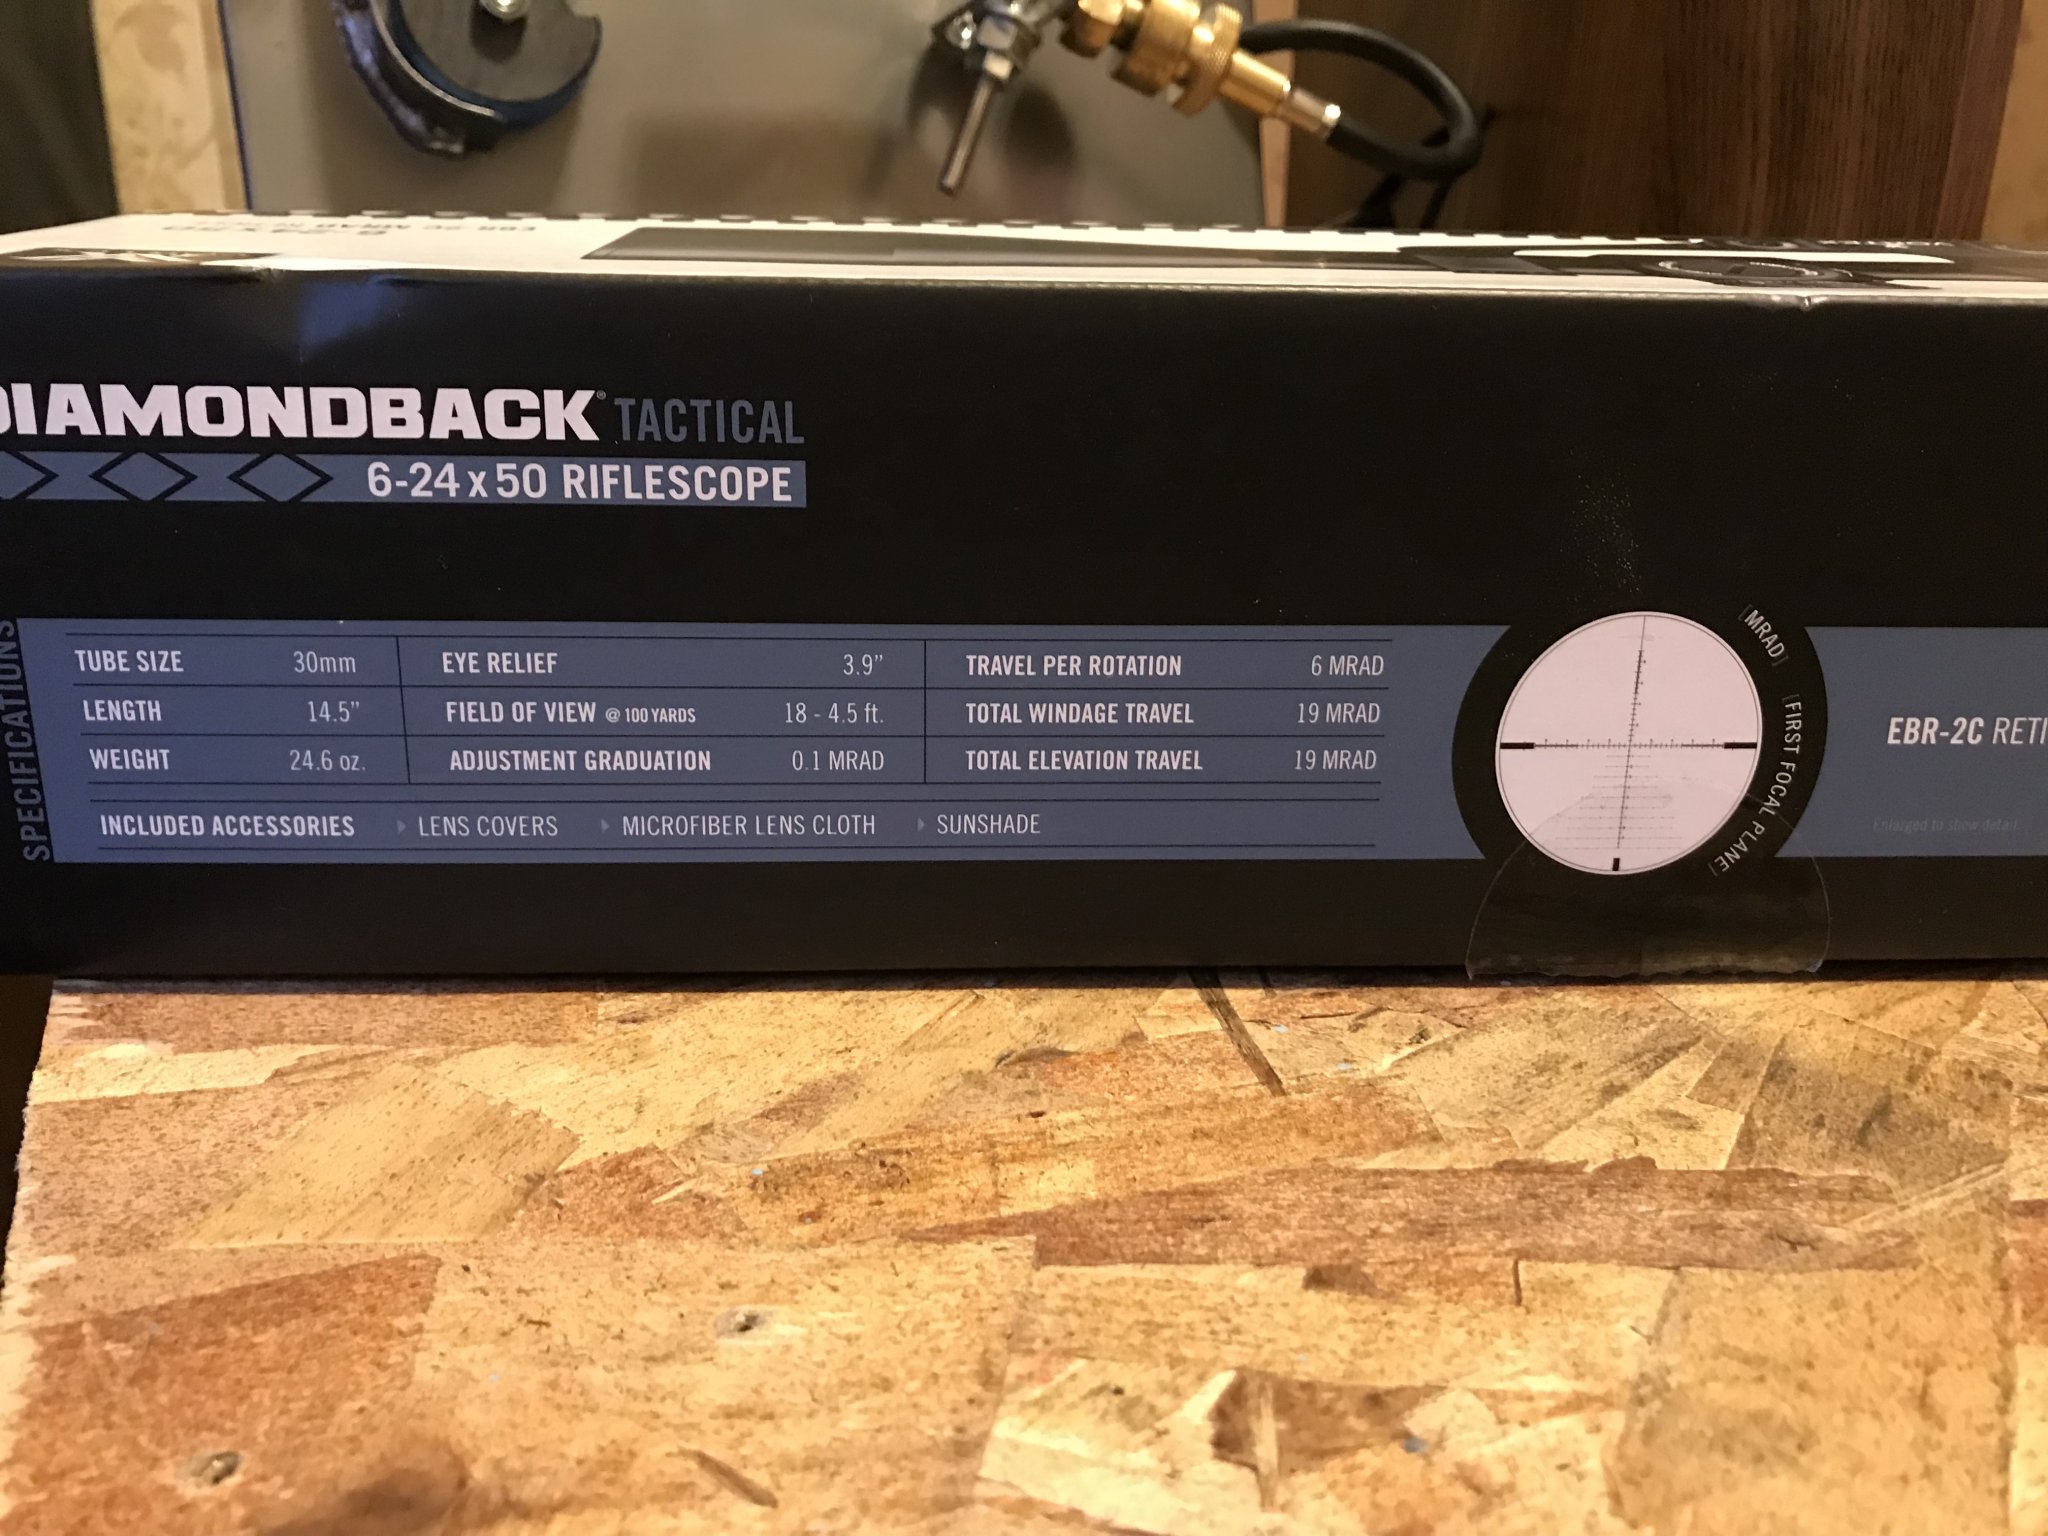 DIAMONDBACK® TACTICAL
6-24 x 50 RIFLESCOPE
SPECIFICATIONS
TUBE SIZE 30mm
LENGTH 14.5"
WEIGHT 24.6 oz.
EYE RELIEF 3.9"
FIELD OF VIEW @ 100 YARDS 18 - 4.5 ft.
ADJUSTMENT GRADUATION 0.1 MRAD
TRAVEL PER ROTATION 6 MRAD
TOTAL WINDAGE TRAVEL 19 MRAD
TOTAL ELEVATION TRAVEL 19 MRAD
INCLUDED ACCESSORIES LENS COVERS MICROFIBER LENS CLOTH SUNSHADE
[MRAD] [FIRST FOCAL PLANE]
EBR-2C RETI
Enlarged to show detail.